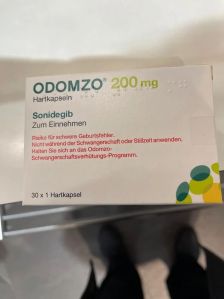 ODOMZO® 200 mg
Hartkapseln
Sonidegib
Zum Einnehmen
Risiko für schwere Geburtsfehler.
Nicht während der Schwangerschaft oder Stillzeit anwenden.
Halten Sie sich an das Odomzo-
Schwangerschaftsverhütungs-Programm.
30 x 1 Hartkapsel